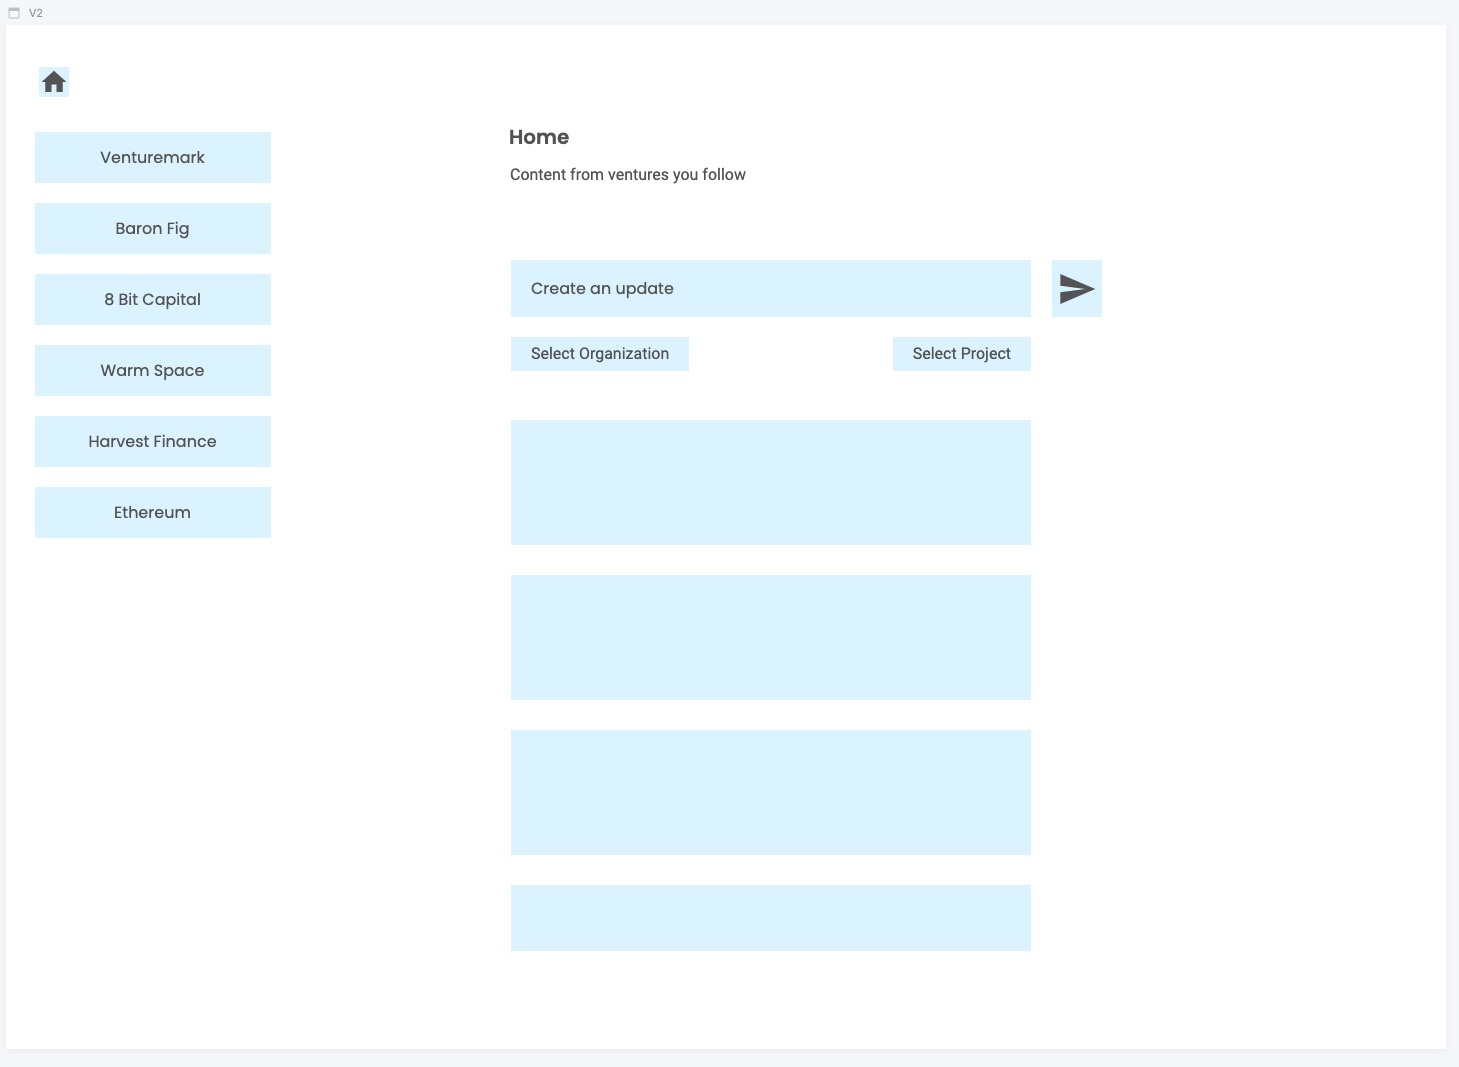 V2
Venturemark
Baron Fig
8 Bit Capital
Warm Space
Harvest Finance
Ethereum
Home
Content from ventures you follow
Create an update
Select Organization
Select Project